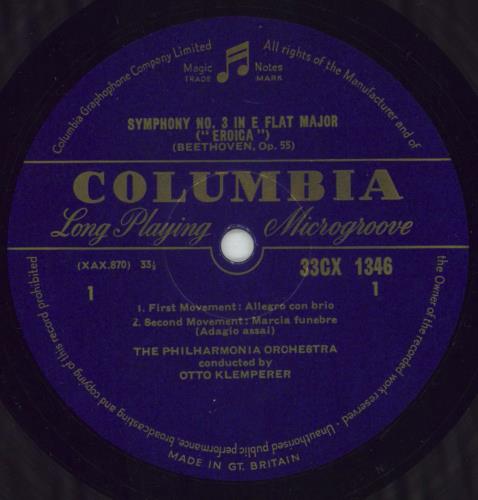 Columbia Graphophone Company Limited
Magic Notes
TRADE MARK
All rights of the Manufacturer and of
the Owner of the recorded work reserved - Unauthorised public performance, broadcasting and copying of this record prohibited
SYMPHONY NO. 3 IN E FLAT MAJOR
("EROICA")
(BEETHOVEN, Op. 55)
COLUMBIA
Long Playing Microgroove
(XAX.870) 33⅓
33CX 1346
1
1
1. First Movement: Allegro con brio
2. Second Movement: Marcia funebre
(Adagio assai)
THE PHILHARMONIA ORCHESTRA
conducted by
OTTO KLEMPERER
MADE IN GT. BRITAIN
N